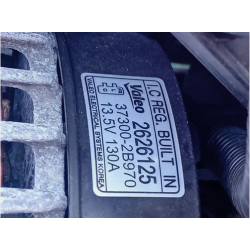 I.C REG. BUILT IN
Valeo 2626125
37300-2B970
13.5V 130A
VALEO ELECTRICAL SYSTEMS KOREA